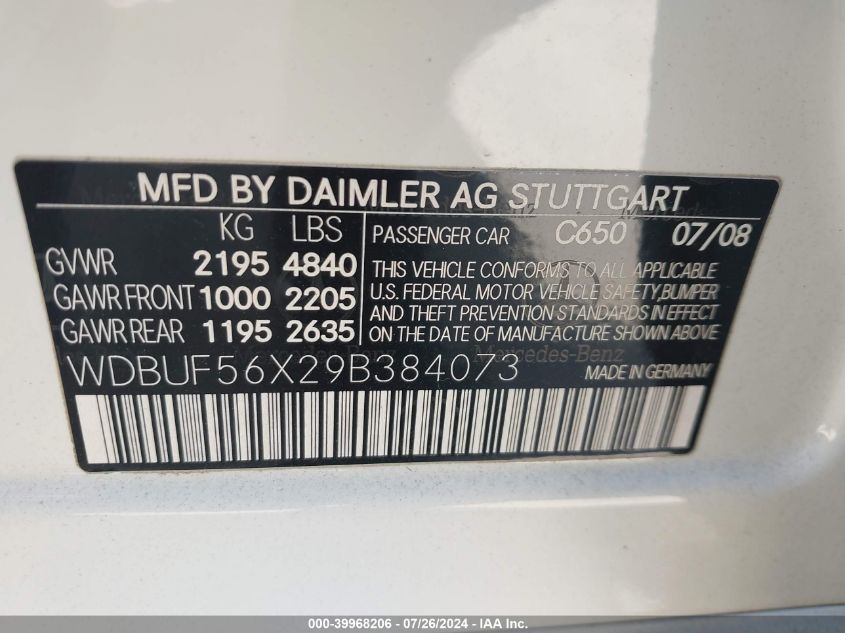 MFD BY DAIMLER AG STUTTGART
KG LBS
GVWR 2195 4840
GAWR FRONT 1000 2205
GAWR REAR 1195 2635
PASSENGER CAR C650 07/08
THIS VEHICLE CONFORMS TO ALL APPLICABLE
U.S. FEDERAL MOTOR VEHICLE SAFETY,BUMPER
AND THEFT PREVENTION STANDARDS IN EFFECT
ON THE DATE OF MANUFACTURE SHOWN ABOVE
Mercedes-Benz
WDBUF56X29B384073 MADE IN GERMANY
000-39968206 - 07/26/2024 - IAA Inc.